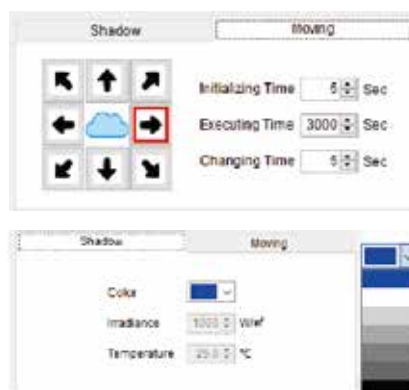 Shadow Moving
Initializing Time 5 Sec
Executing Time 3000 Sec
Changing Time 5 Sec
Shadow Moving
Color
Irradiance 1000 W/㎡
Temperature 25.0 ℃